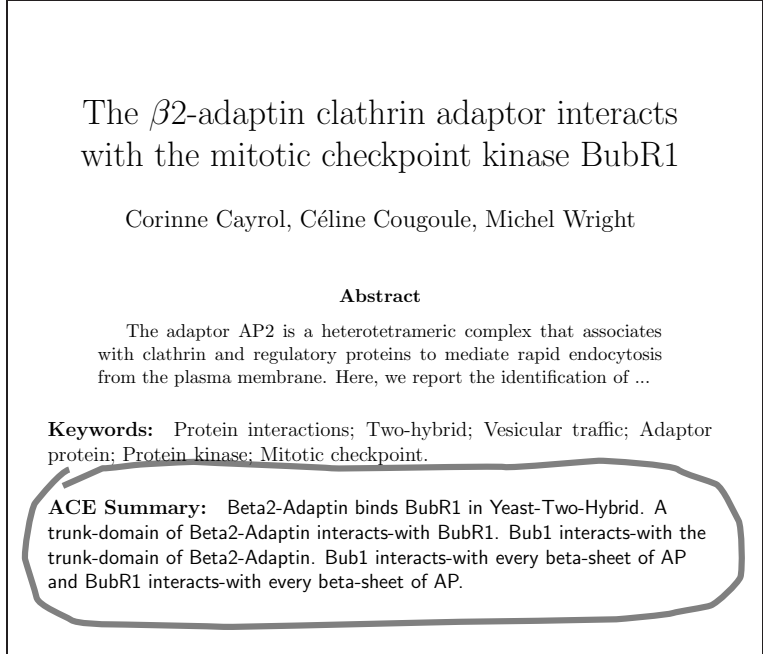 The β2-adaptin clathrin adaptor interacts
with the mitotic checkpoint kinase BubR1
Corinne Cayrol, Céline Cougoule, Michel Wright
Abstract
The adaptor AP2 is a heterotetrameric complex that associates
with clathrin and regulatory proteins to mediate rapid endocytosis
from the plasma membrane. Here, we report the identification of ...
Keywords: Protein interactions; Two-hybrid; Vesicular traffic; Adaptor
protein; Protein kinase; Mitotic checkpoint.
ACE Summary: Beta2-Adaptin binds BubR1 in Yeast-Two-Hybrid. A
trunk-domain of Beta2-Adaptin interacts-with BubR1. Bub1 interacts-with the
trunk-domain of Beta2-Adaptin. Bub1 interacts-with every beta-sheet of AP
and BubR1 interacts-with every beta-sheet of AP.